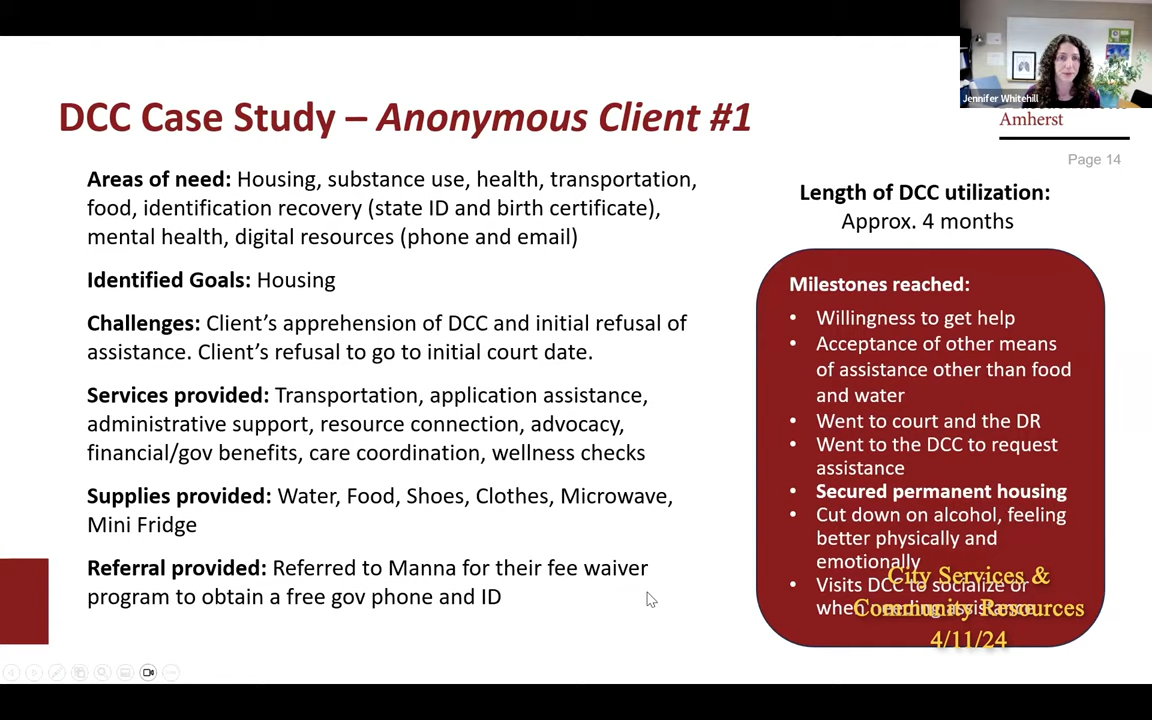 Jennifer Whitehill
Amherst
Page 14
DCC Case Study – Anonymous Client #1
Areas of need: Housing, substance use, health, transportation,
food, identification recovery (state ID and birth certificate),
mental health, digital resources (phone and email)
Identified Goals: Housing
Challenges: Client's apprehension of DCC and initial refusal of
assistance. Client's refusal to go to initial court date.
Services provided: Transportation, application assistance,
administrative support, resource connection, advocacy,
financial/gov benefits, care coordination, wellness checks
Supplies provided: Water, Food, Shoes, Clothes, Microwave,
Mini Fridge
Referral provided: Referred to Manna for their fee waiver
program to obtain a free gov phone and ID
Length of DCC utilization:
Approx. 4 months
Milestones reached:
• Willingness to get help
• Acceptance of other means
of assistance other than food
and water
• Went to court and the DR
• Went to the DCC to request
assistance
• Secured permanent housing
• Cut down on alcohol, feeling
better physically and
emotionally
• Visits DCC to socialize or
when needing assistance
City Services &
Community Resources
4/11/24